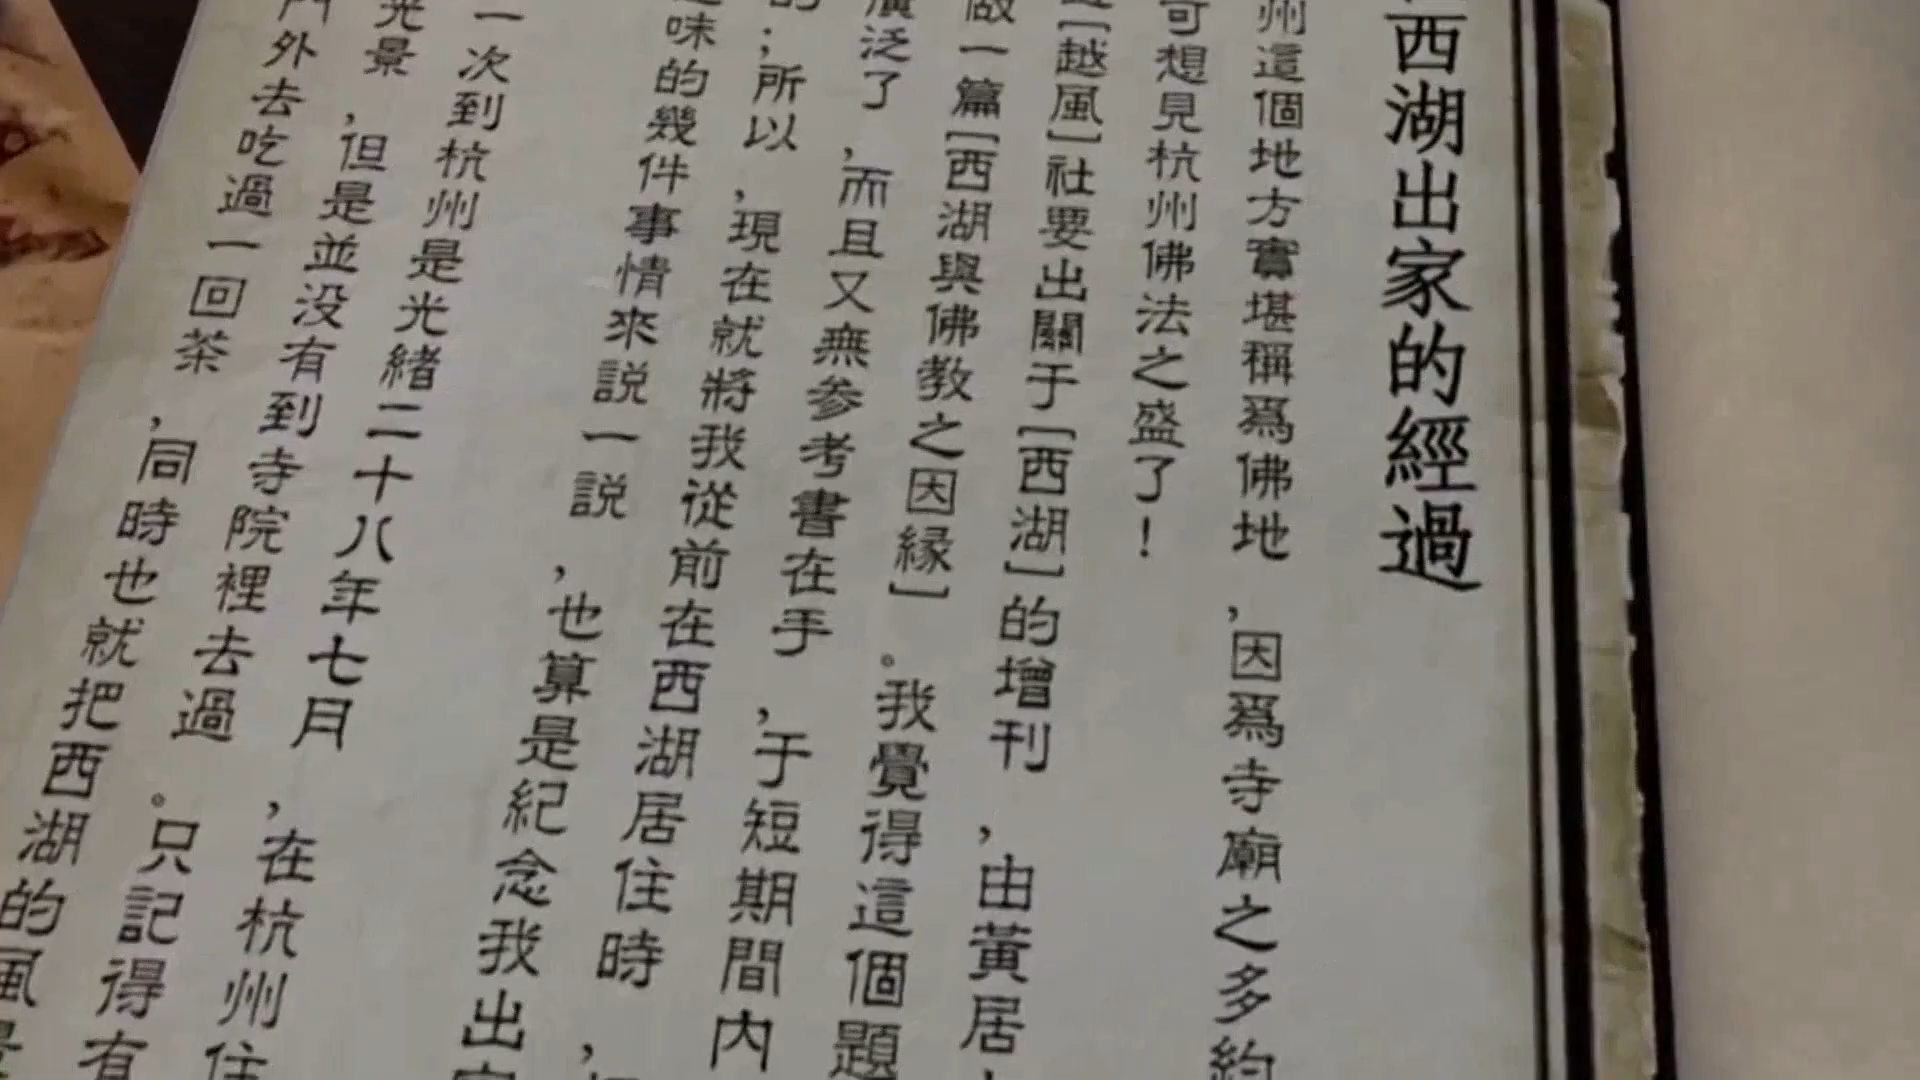 西湖出家的經過
州這個地方實堪稱爲佛地，因爲寺廟之多約
可想見杭州佛法之盛了！
[越風]社要出關于[西湖]的增刊，由黃居
做一篇[西湖與佛教之因緣]。我覺得這個題
廣泛了，而且又無參考書在手，于短期間内
的；所以，現在就將我從前在西湖居住時，
味的幾件事情來説一説，也算是紀念我出家
一次到杭州是光緒二十八年七月，在杭州住
光景，但是並没有到寺院裡去過。只記得有
門外去吃過一回茶，同時也就把西湖的風景